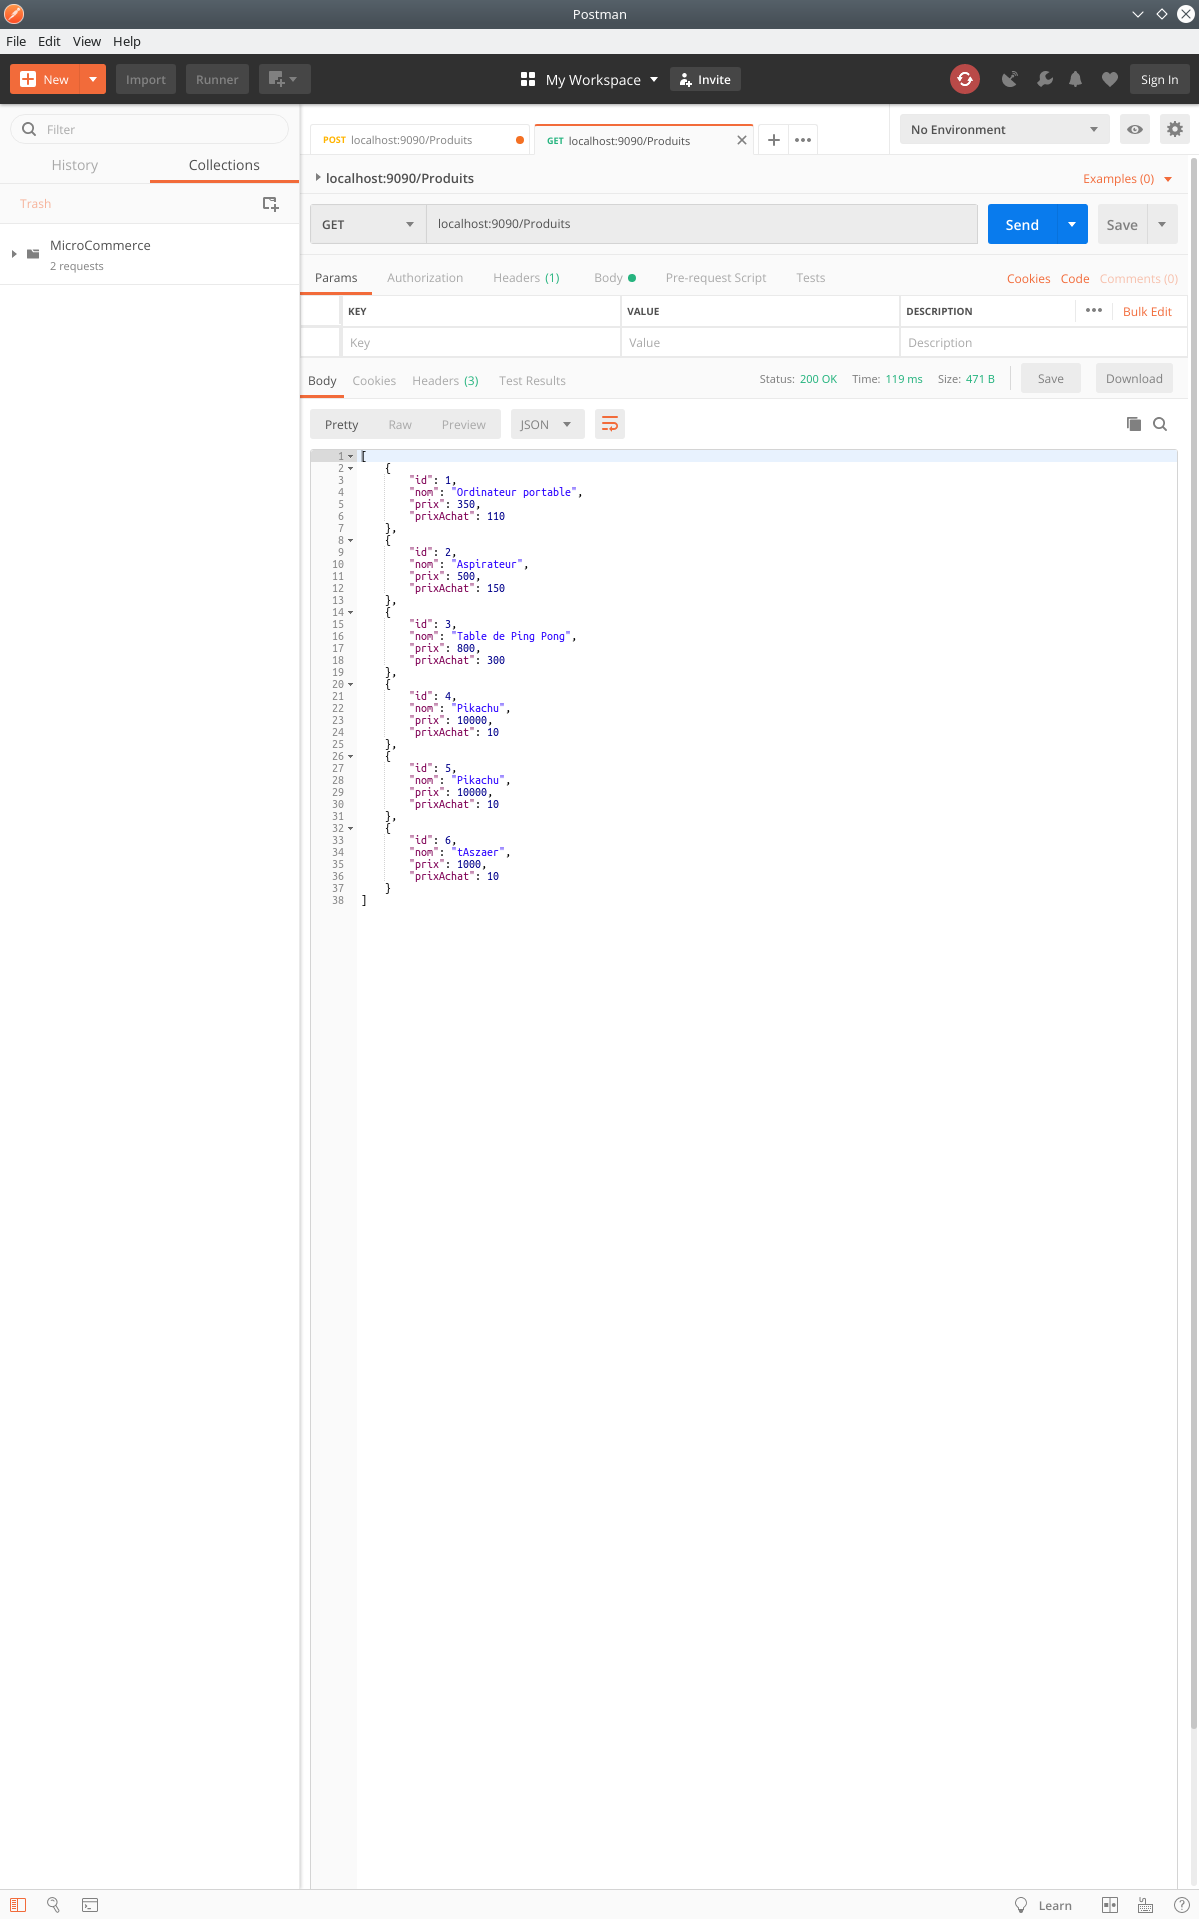 Postman
File Edit View Help
New Import Runner My Workspace Invite Sign In
Filter
History Collections
Trash
MicroCommerce
2 requests
POST localhost:9090/Produits GET localhost:9090/Produits No Environment
localhost:9090/Produits Examples (0)
GET localhost:9090/Produits Send Save
Params Authorization Headers (1) Body Pre-request Script Tests Cookies Code Comments (0)
KEY VALUE DESCRIPTION Bulk Edit
Key Value Description
Body Cookies Headers (3) Test Results Status: 200 OK Time: 119 ms Size: 471 B Save Download
Pretty Raw Preview JSON
1 [
2 {
3 "id": 1,
4 "nom": "Ordinateur portable",
5 "prix": 350,
6 "prixAchat": 110
7 },
8 {
9 "id": 2,
10 "nom": "Aspirateur",
11 "prix": 500,
12 "prixAchat": 150
13 },
14 {
15 "id": 3,
16 "nom": "Table de Ping Pong",
17 "prix": 800,
18 "prixAchat": 300
19 },
20 {
21 "id": 4,
22 "nom": "Pikachu",
23 "prix": 10000,
24 "prixAchat": 10
25 },
26 {
27 "id": 5,
28 "nom": "Pikachu",
29 "prix": 10000,
30 "prixAchat": 10
31 },
32 {
33 "id": 6,
34 "nom": "tAszaer",
35 "prix": 1000,
36 "prixAchat": 10
37 }
38 ]
Learn